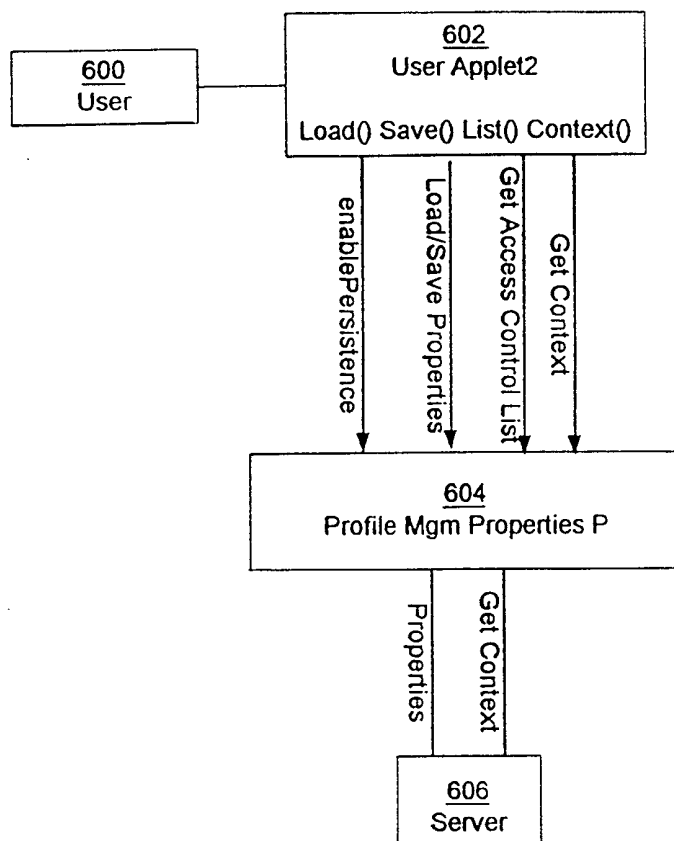 600
User
602
User Applet2
Load() Save() List() Context()
enablePersistence
Load/Save Properties
Get Access Control List
Get Context
604
Profile Mgm Properties P
Properties
Get Context
606
Server